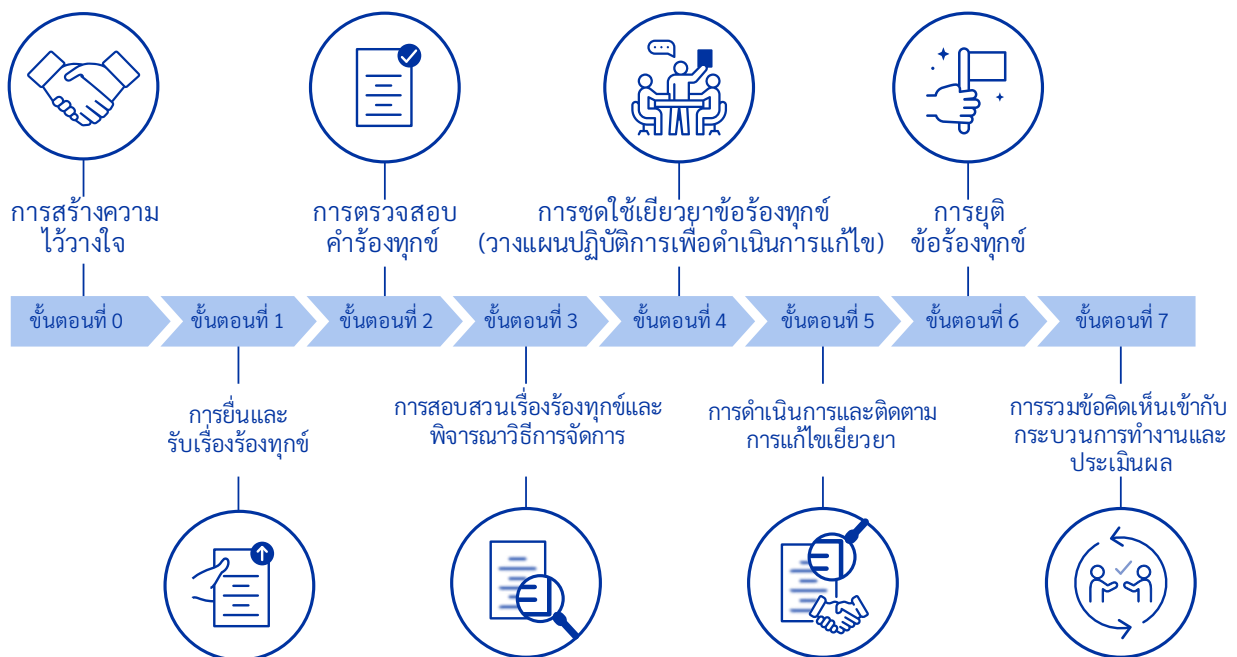 การสร้างความ
ไว้วางใจ
การตรวจสอบ
คำร้องทุกข์
การชดใช้เยียวยาข้อร้องทุกข์
(วางแผนปฏิบัติการเพื่อดำเนินการแก้ไข)
การยุติ
ข้อร้องทุกข์
ขั้นตอนที่ 0
ขั้นตอนที่ 1
ขั้นตอนที่ 2
ขั้นตอนที่ 3
ขั้นตอนที่ 4
ขั้นตอนที่ 5
ขั้นตอนที่ 6
ขั้นตอนที่ 7
การยื่นและ
รับเรื่องร้องทุกข์
การสอบสวนเรื่องร้องทุกข์และ
พิจารณาวิธีการจัดการ
การดำเนินการและติดตาม
การแก้ไขเยียวยา
การรวมข้อคิดเห็นเข้ากับ
กระบวนการทำงานและ
ประเมินผล